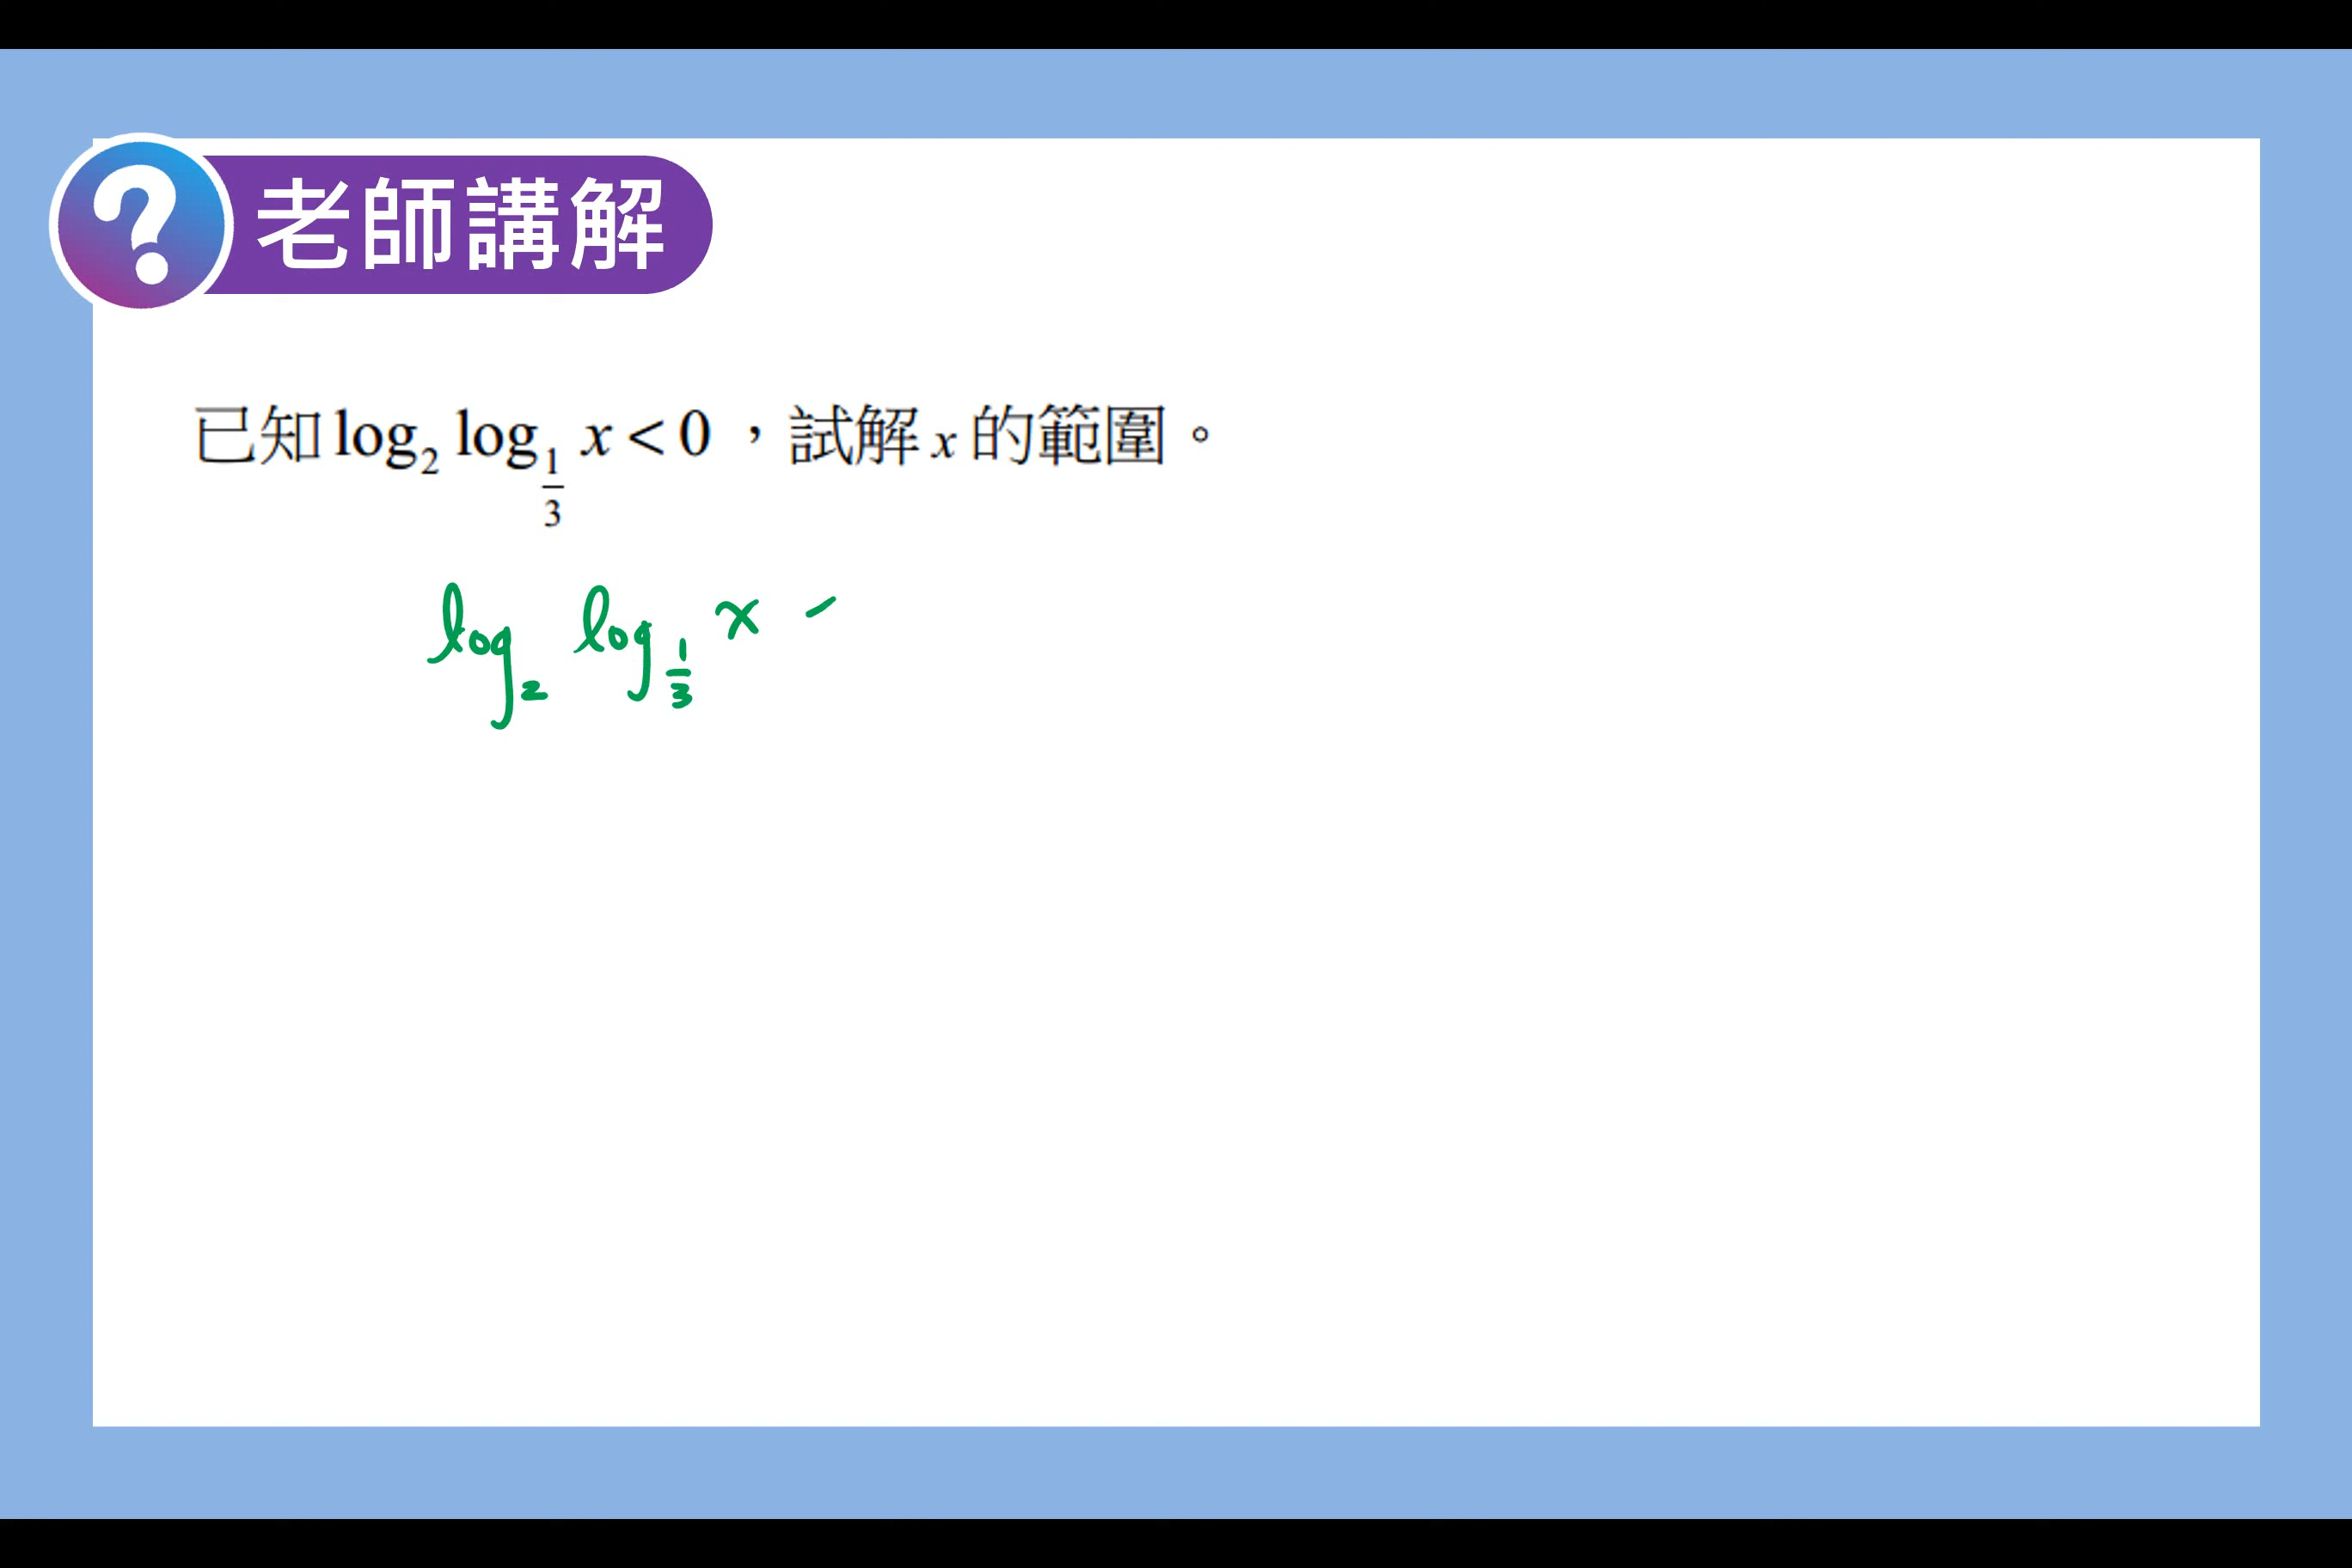 老師講解
已知 log₂ log_{1/3} x < 0，試解 x 的範圍。
log₂ log_{1/3} x